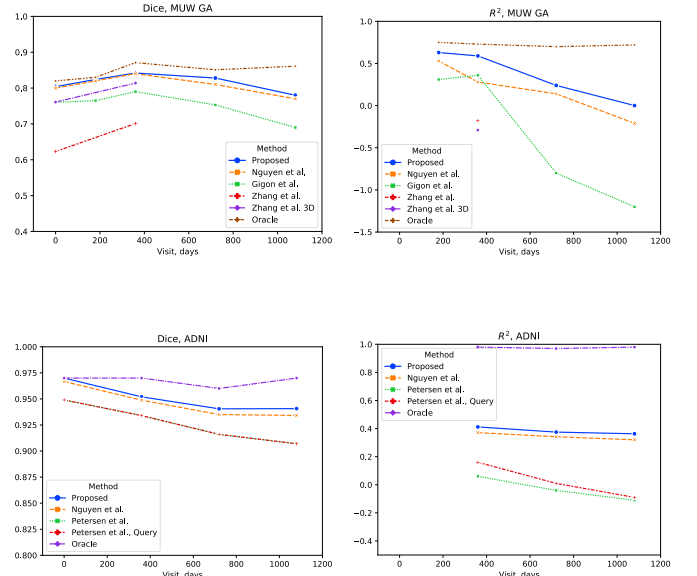 Dice, MUW GA
1.0
0.9
0.8
0.7
0.6
0.5
0.4
0
200
400
600
800
1000
1200
Visit, days
Method
Proposed
Nguyen et al.
Gigon et al.
Zhang et al.
Zhang et al. 3D
Oracle
R², MUW GA
1.0
0.5
0.0
−0.5
−1.0
−1.5
0
200
400
600
800
1000
1200
Visit, days
Method
Proposed
Nguyen et al.
Gigon et al.
Zhang et al.
Zhang et al. 3D
Oracle
Dice, ADNI
1.000
0.975
0.950
0.925
0.900
0.875
0.850
0.825
0.800
0
200
400
600
800
1000
1200
Visit, days
Method
Proposed
Nguyen et al.
Petersen et al.
Petersen et al., Query
Oracle
R², ADNI
1.0
0.8
0.6
0.4
0.2
0.0
−0.2
−0.4
0
200
400
600
800
1000
1200
Visit, days
Method
Proposed
Nguyen et al.
Petersen et al.
Petersen et al., Query
Oracle